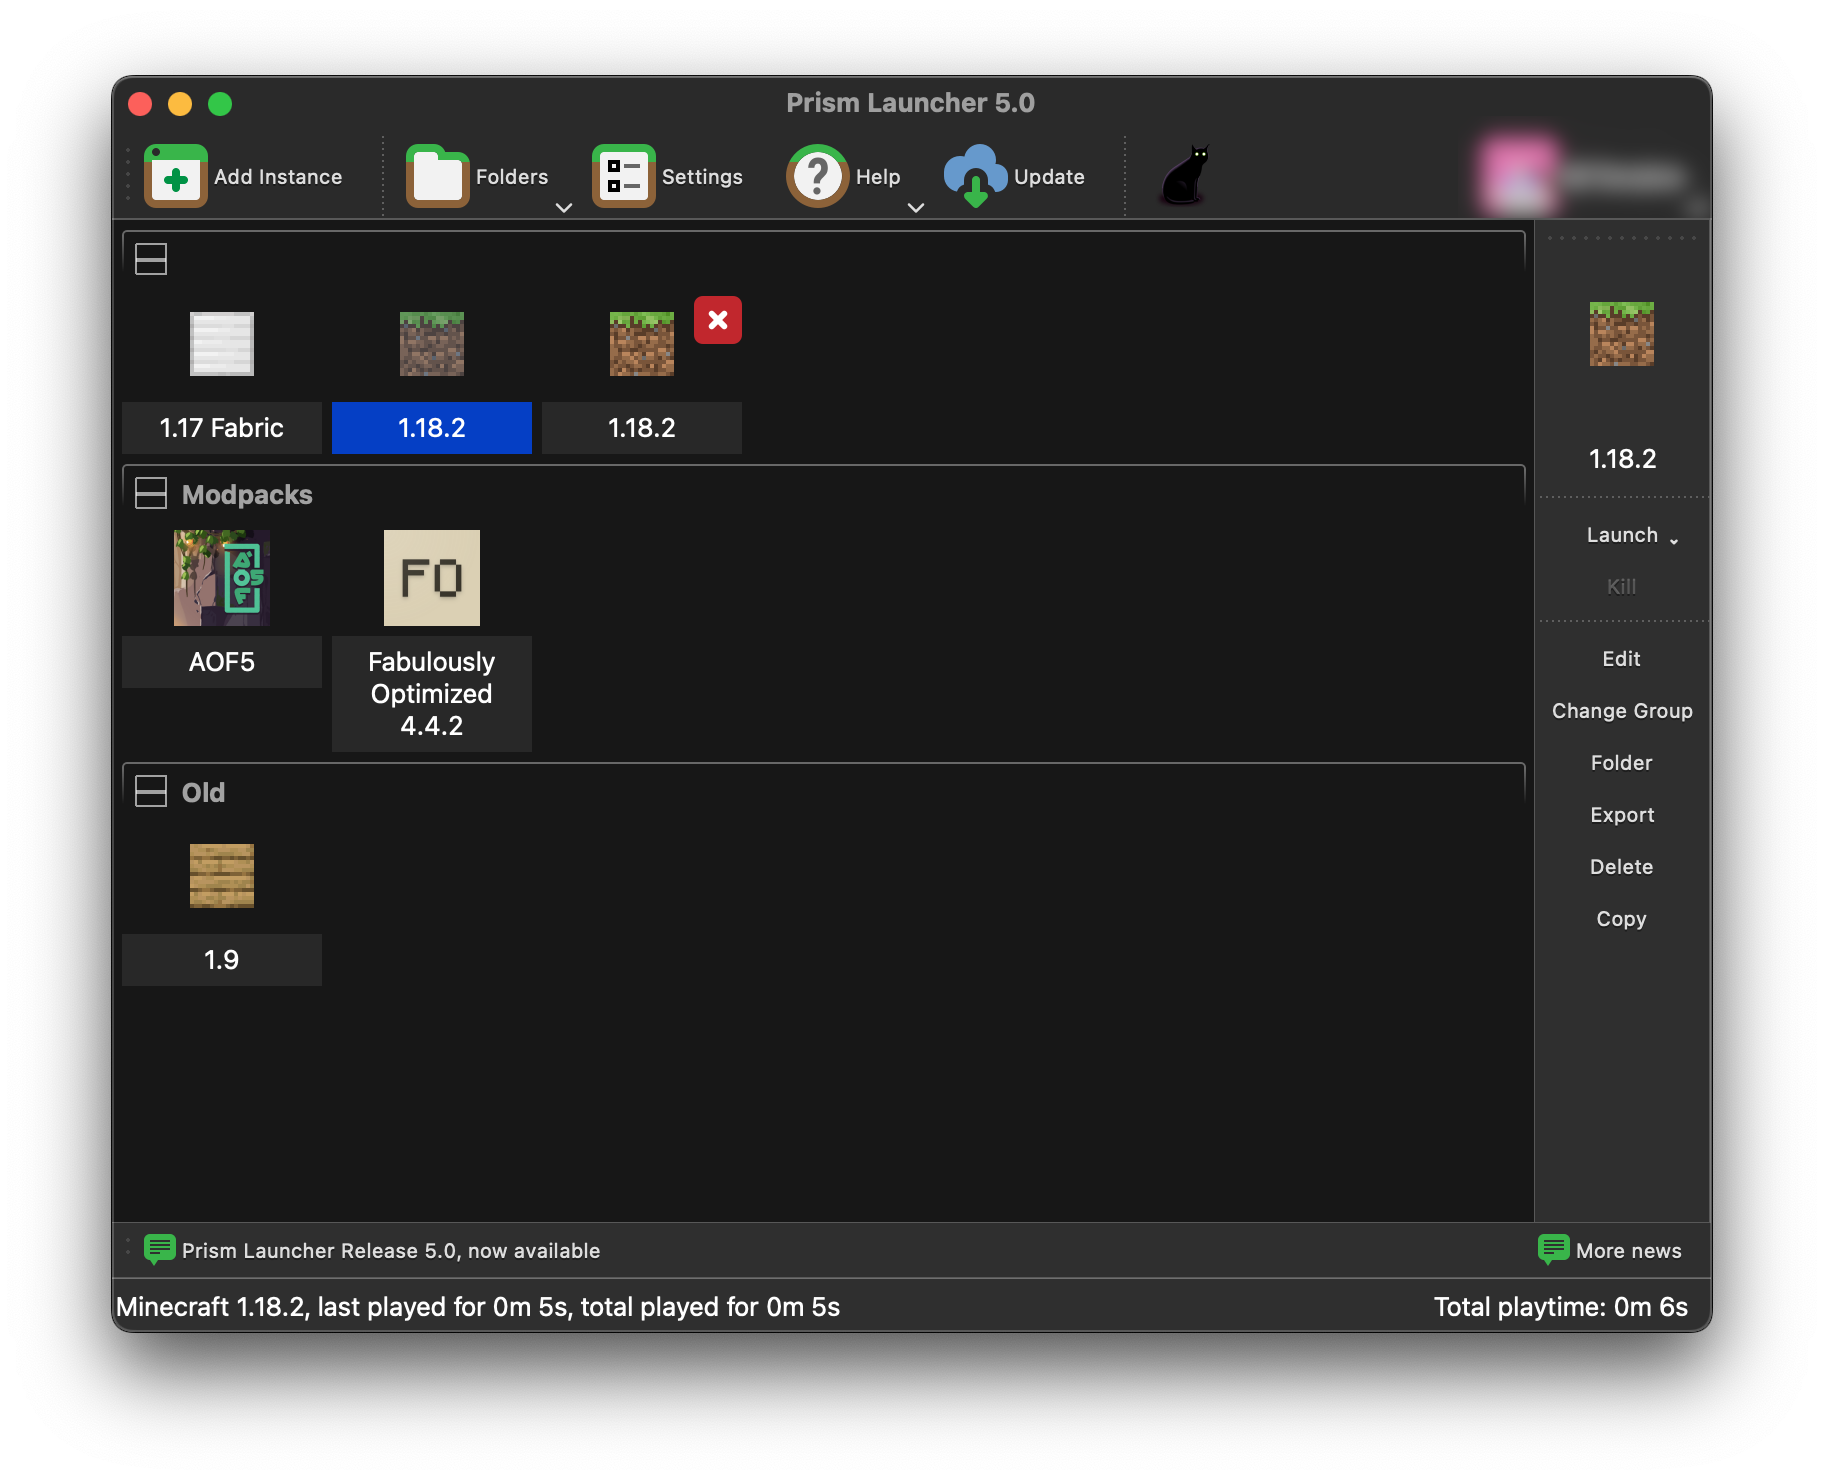 Prism Launcher 5.0
Add Instance
Folders
Settings
Help
Update
1.17 Fabric
1.18.2
1.18.2
Modpacks
AOF5
FO
AOF5
Fabulously
Optimized
4.4.2
Old
1.9
1.18.2
Launch
Kill
Edit
Change Group
Folder
Export
Delete
Copy
Prism Launcher Release 5.0, now available
More news
Minecraft 1.18.2, last played for 0m 5s, total played for 0m 5s
Total playtime: 0m 6s